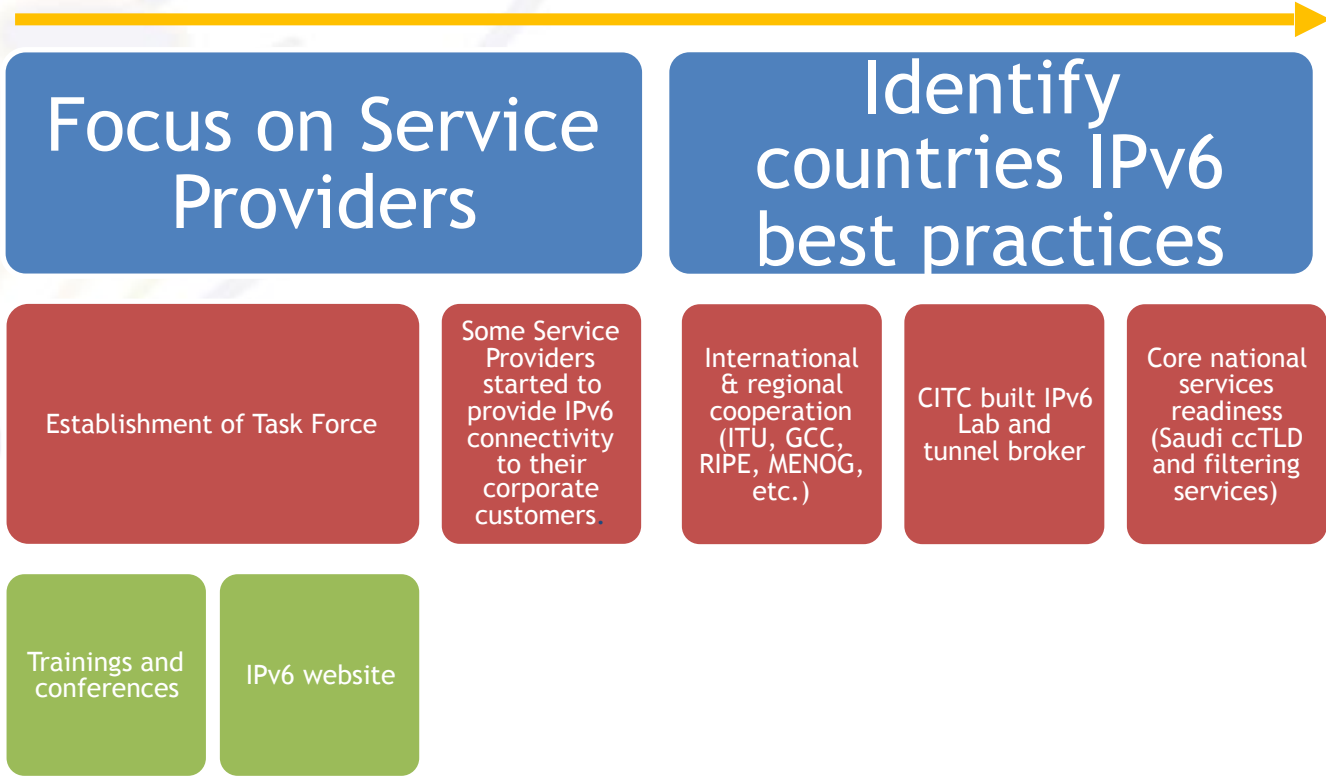 Focus on Service
Providers
Identify
countries IPv6
best practices
Establishment of Task Force
Some Service
Providers
started to
provide IPv6
connectivity
to their
corporate
customers.
International
& regional
cooperation
(ITU, GCC,
RIPE, MENOG,
etc.)
CITC built IPv6
Lab and
tunnel broker
Core national
services
readiness
(Saudi ccTLD
and filtering
services)
Trainings and
conferences
IPv6 website